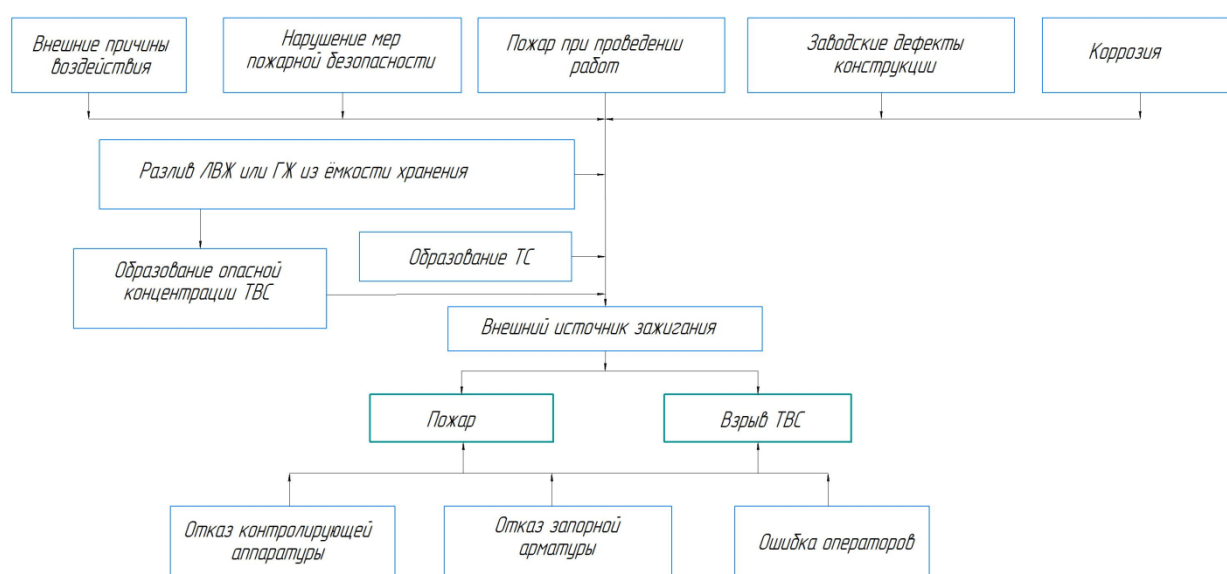 Внешние причины
воздействия
Нарушение мер
пожарной безопасности
Пожар при проведении
работ
Заводские дефекты
конструкции
Коррозия
Разлив ЛВЖ или ГЖ из ёмкости хранения
Образование ТС
Образование опасной
концентрации ТВС
Внешний источник зажигания
Пожар
Взрыв ТВС
Отказ контролирующей
аппаратуры
Отказ запорной
арматуры
Ошибка операторов